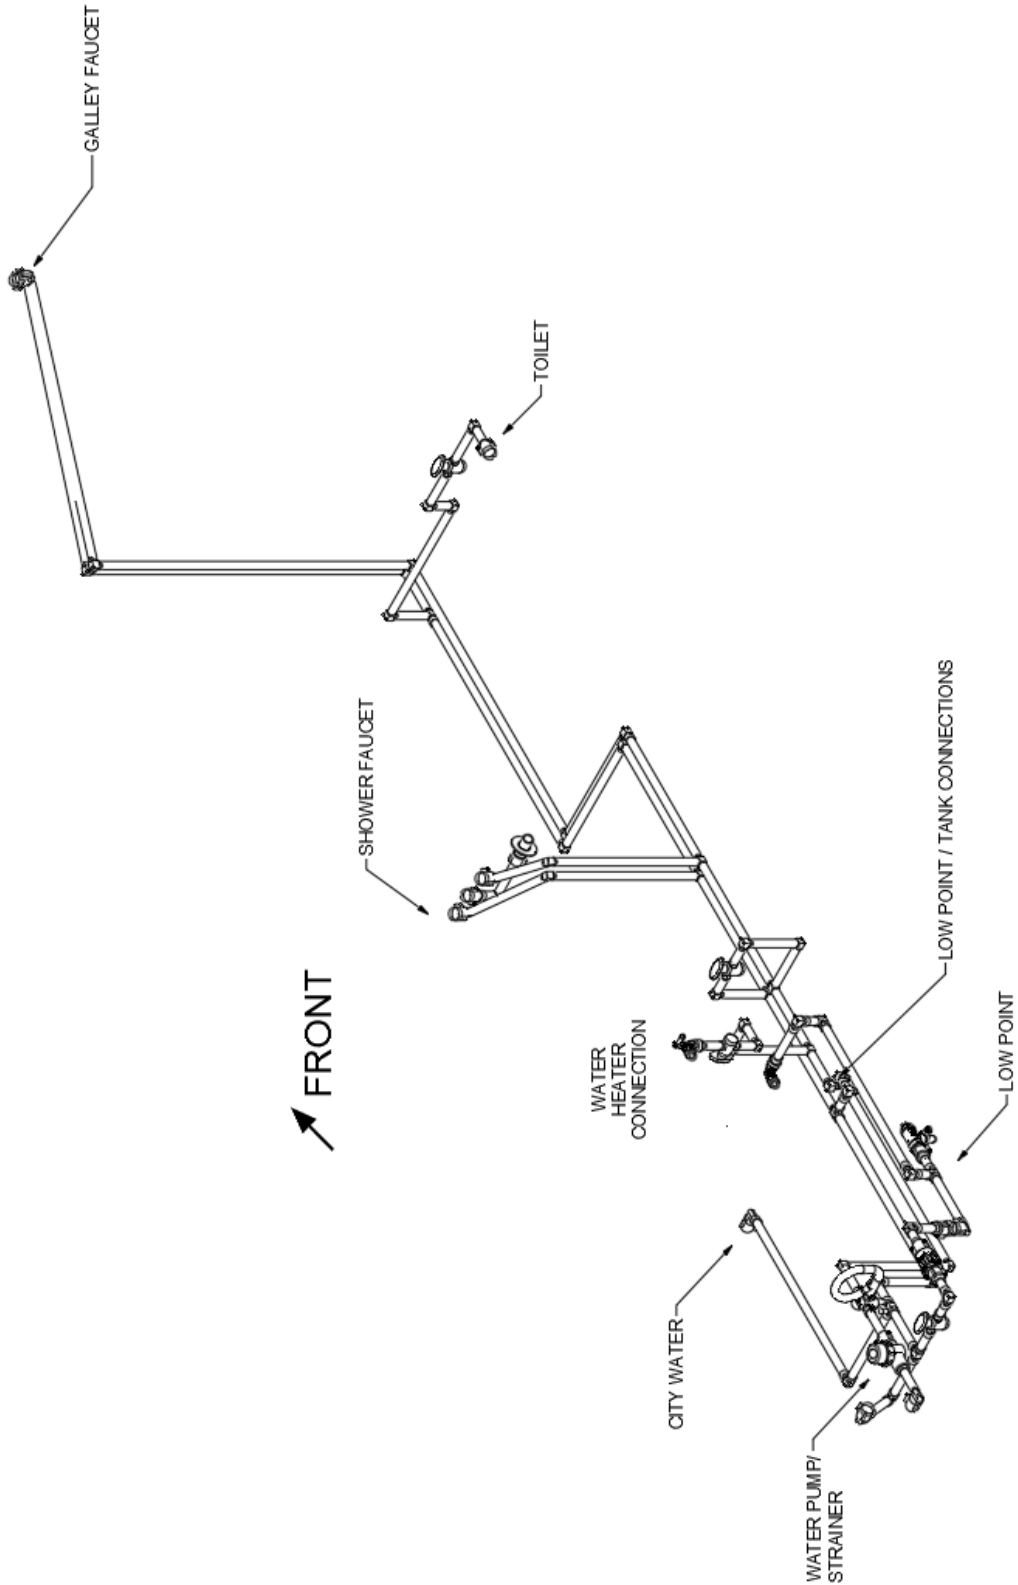 GALLEY FAUCET
TOILET
SHOWER FAUCET
FRONT
LOW POINT / TANK CONNECTIONS
WATER
HEATER
CONNECTION
LOW POINT
CITY WATER
WATER PUMP/
STRAINER